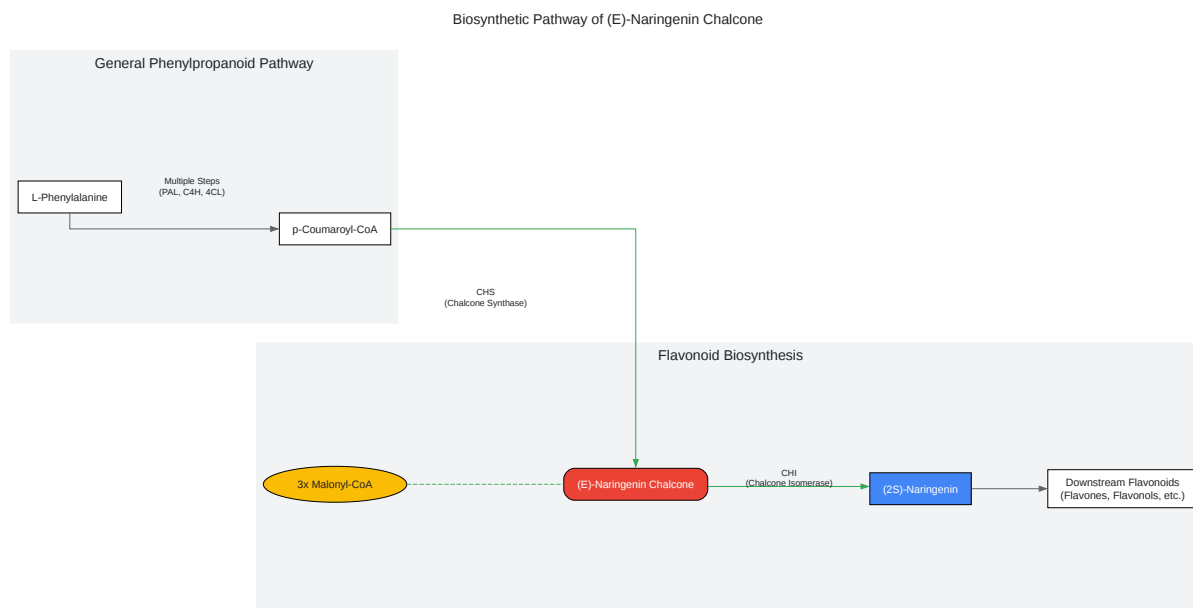 Biosynthetic Pathway of (E)-Naringenin Chalcone
General Phenylpropanoid Pathway
Multiple Steps
(PAL, C4H, 4CL)
L-Phenylalanine
p-Coumaroyl-CoA
CHS
(Chalcone Synthase)
Flavonoid Biosynthesis
3x Malonyl-CoA
(E)-Naringenin Chalcone
CHI
(Chalcone Isomerase)
(2S)-Naringenin
Downstream Flavonoids
(Flavones, Flavonols, etc.)